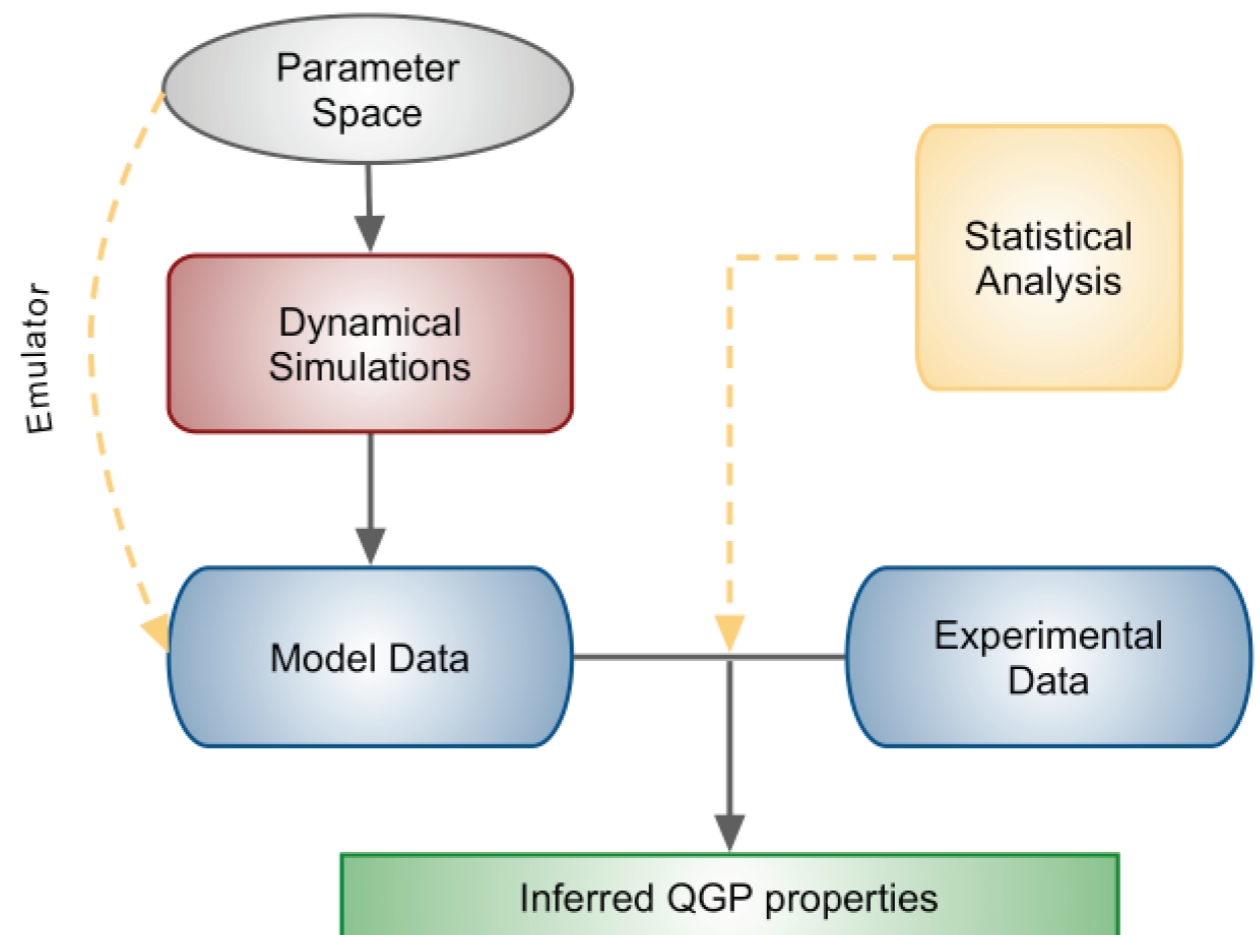 Parameter
Space
Statistical
Analysis
Dynamical
Simulations
Emulator
Model Data
Experimental
Data
Inferred QGP properties